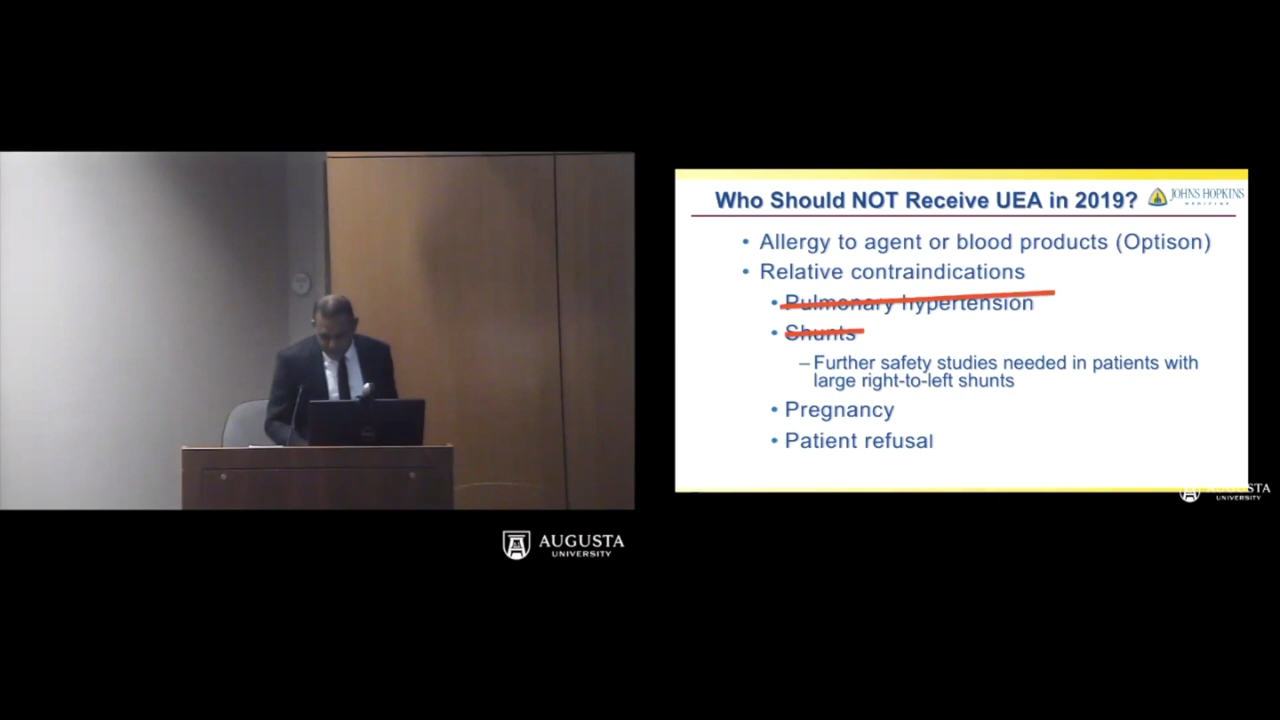 Who Should NOT Receive UEA in 2019?
JOHNS HOPKINS
MEDICINE
• Allergy to agent or blood products (Optison)
• Relative contraindications
• Pulmonary hypertension
• Shunts
– Further safety studies needed in patients with
large right-to-left shunts
• Pregnancy
• Patient refusal
AUGUSTA
UNIVERSITY
UNIVERSITY